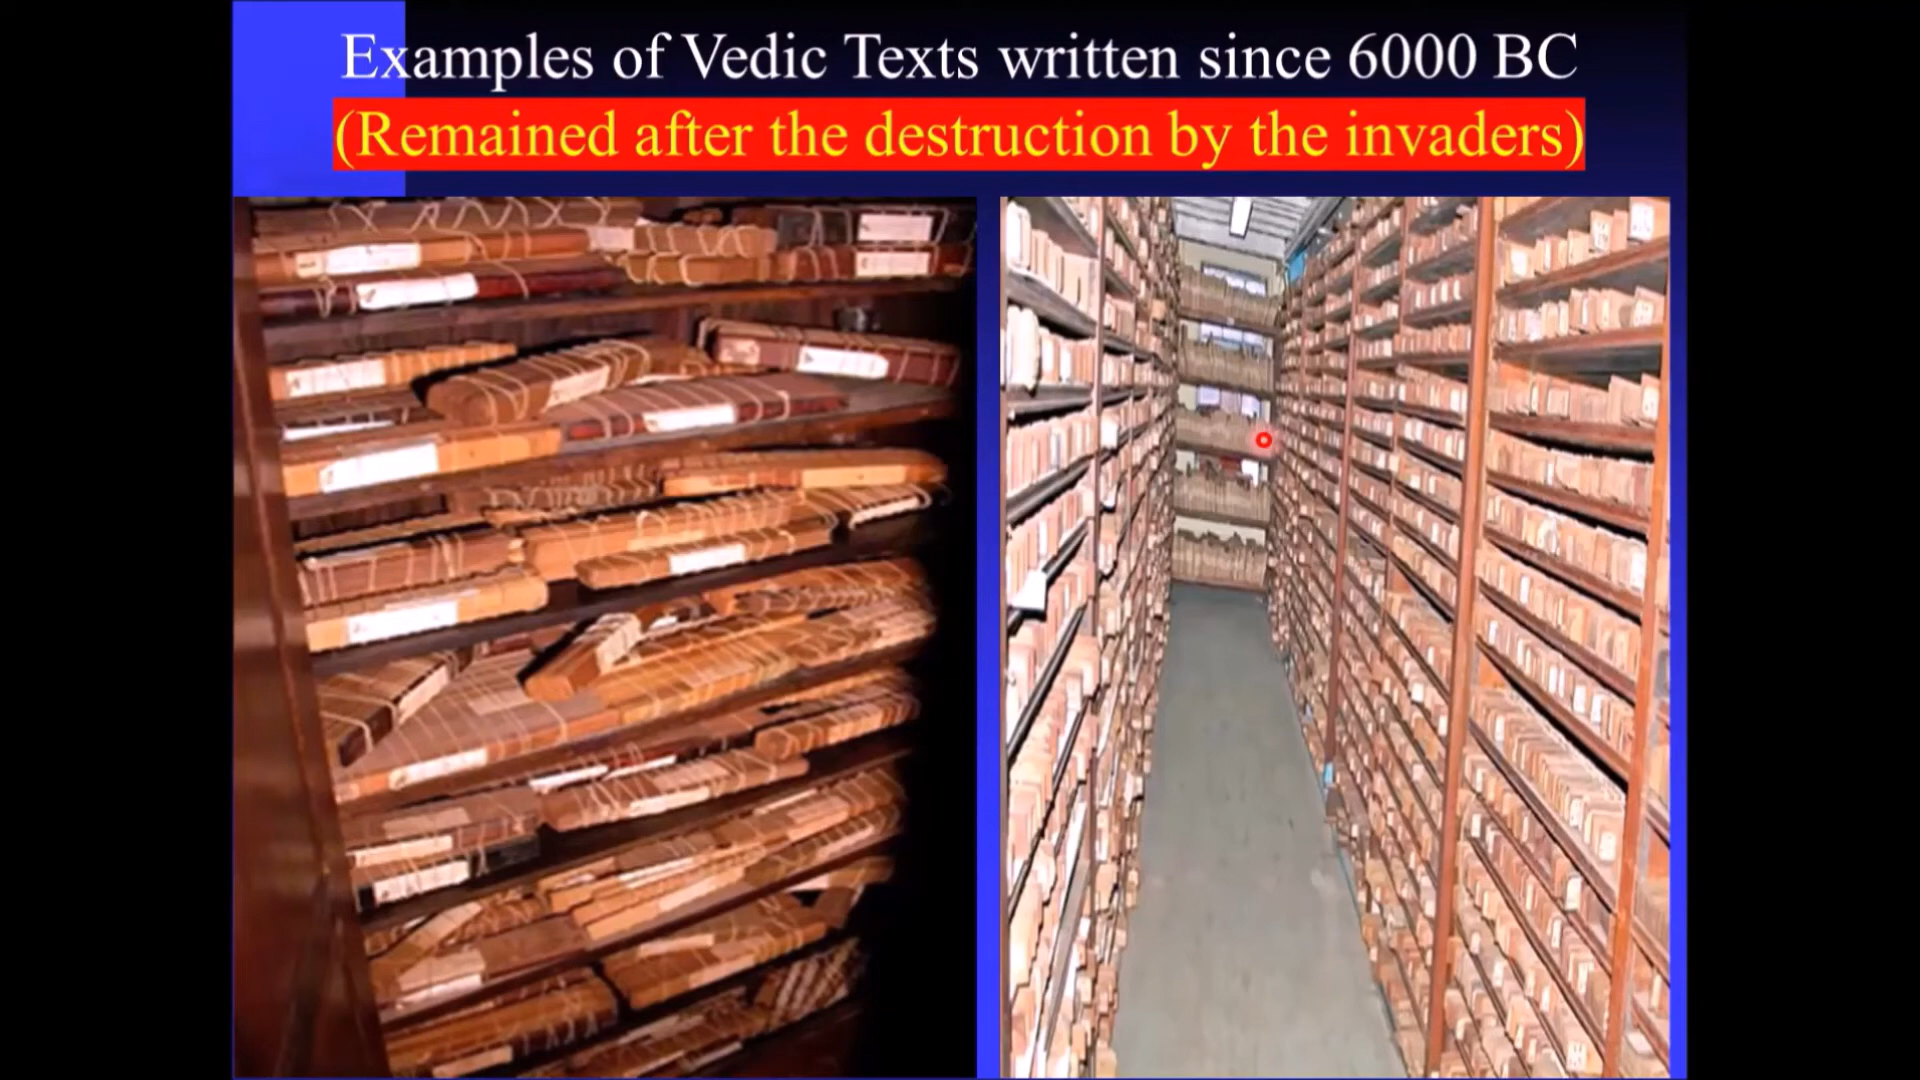 Examples of Vedic Texts written since 6000 BC
(Remained after the destruction by the invaders)